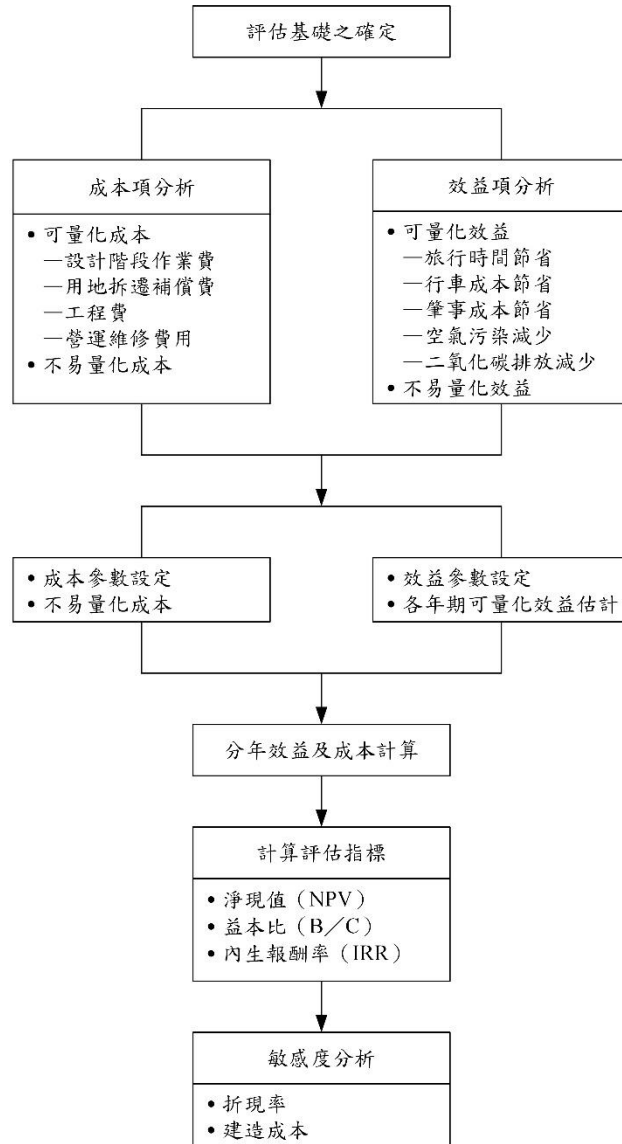 評估基礎之確定
成本項分析
• 可量化成本
—設計階段作業費
—用地拆遷補償費
—工程費
—營運維修費用
• 不易量化成本
效益項分析
• 可量化效益
—旅行時間節省
—行車成本節省
—肇事成本節省
—空氣污染減少
—二氧化碳排放減少
• 不易量化效益
• 成本參數設定
• 不易量化成本
• 效益參數設定
• 各年期可量化效益估計
分年效益及成本計算
計算評估指標
• 淨現值（NPV）
• 益本比（B／C）
• 內生報酬率（IRR）
敏感度分析
• 折現率
• 建造成本